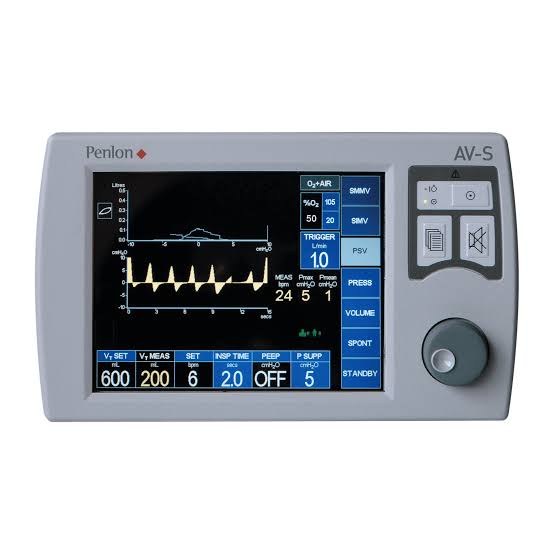 Penlon
AV-S
Litres
0.5
0.4
0.3
0.2
0.1
0.0
-10 -5 0 5 10
cmH₂O
cmH₂O
10
5
0
-5
-10
0 3 6 9 12 15
secs
O₂+AIR
%O₂ 105
50 20
TRIGGER
L/min
1.0
MEAS Pmax Pmean
bpm cmH₂O cmH₂O
24 5 1
SMMV
SIMV
PSV
PRESS
VOLUME
SPONT
STANDBY
VT SET VT MEAS SET INSP TIME PEEP P SUPP
mL mL bpm secs cmH₂O cmH₂O
600 200 6 2.0 OFF 5